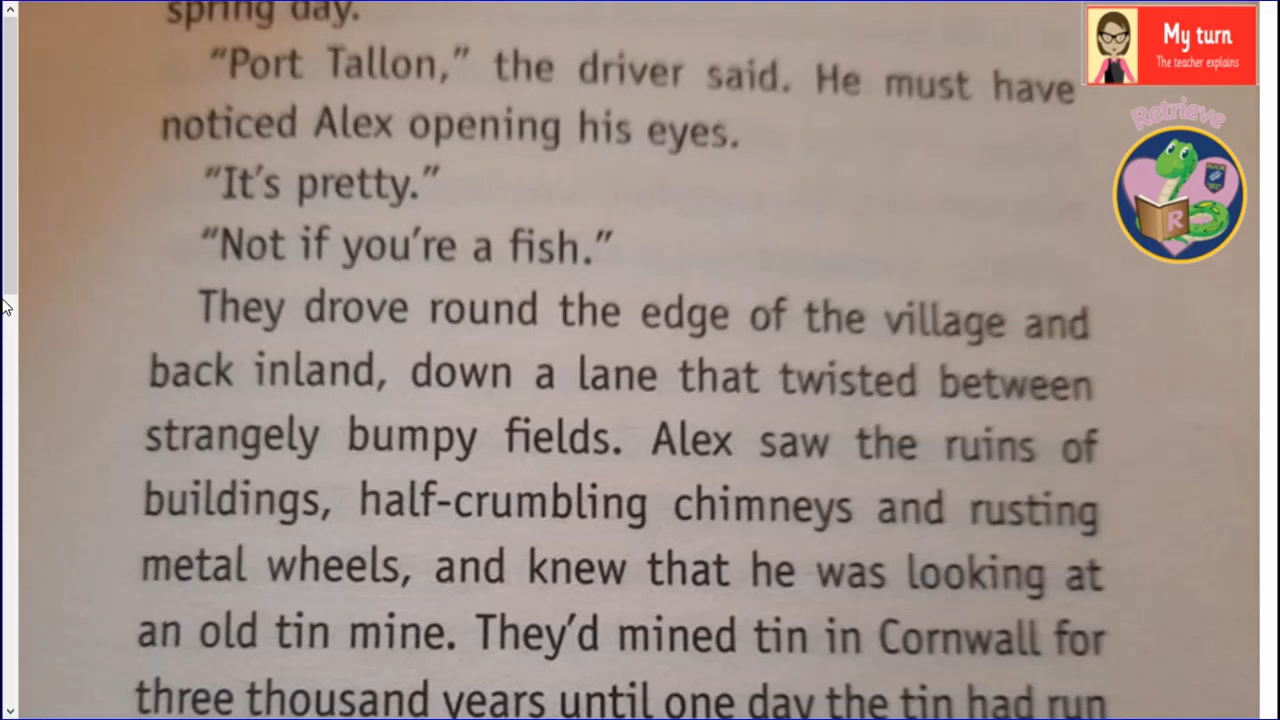 spring day.
“Port Tallon,” the driver said. He must have
noticed Alex opening his eyes.
“It’s pretty.”
“Not if you’re a fish.”
They drove round the edge of the village and
back inland, down a lane that twisted between
strangely bumpy fields. Alex saw the ruins of
buildings, half-crumbling chimneys and rusting
metal wheels, and knew that he was looking at
an old tin mine. They’d mined tin in Cornwall for
three thousand years until one day the tin had run
My turn
The teacher explains
Retrieve
R